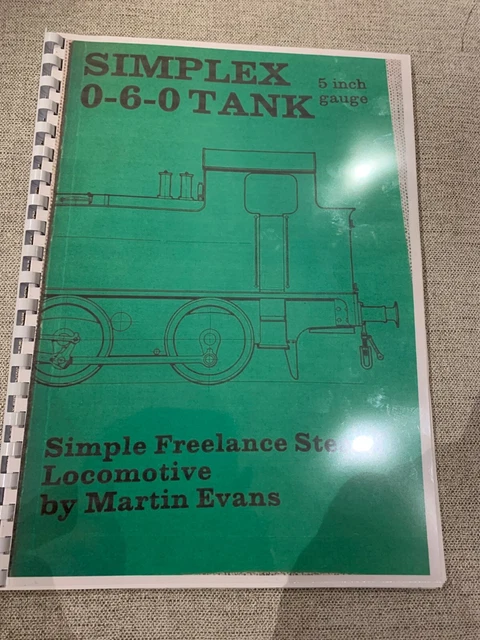 SIMPLEX
0-6-0 TANK
5 inch
gauge
Simple Freelance
Locomotive
by Martin Evans